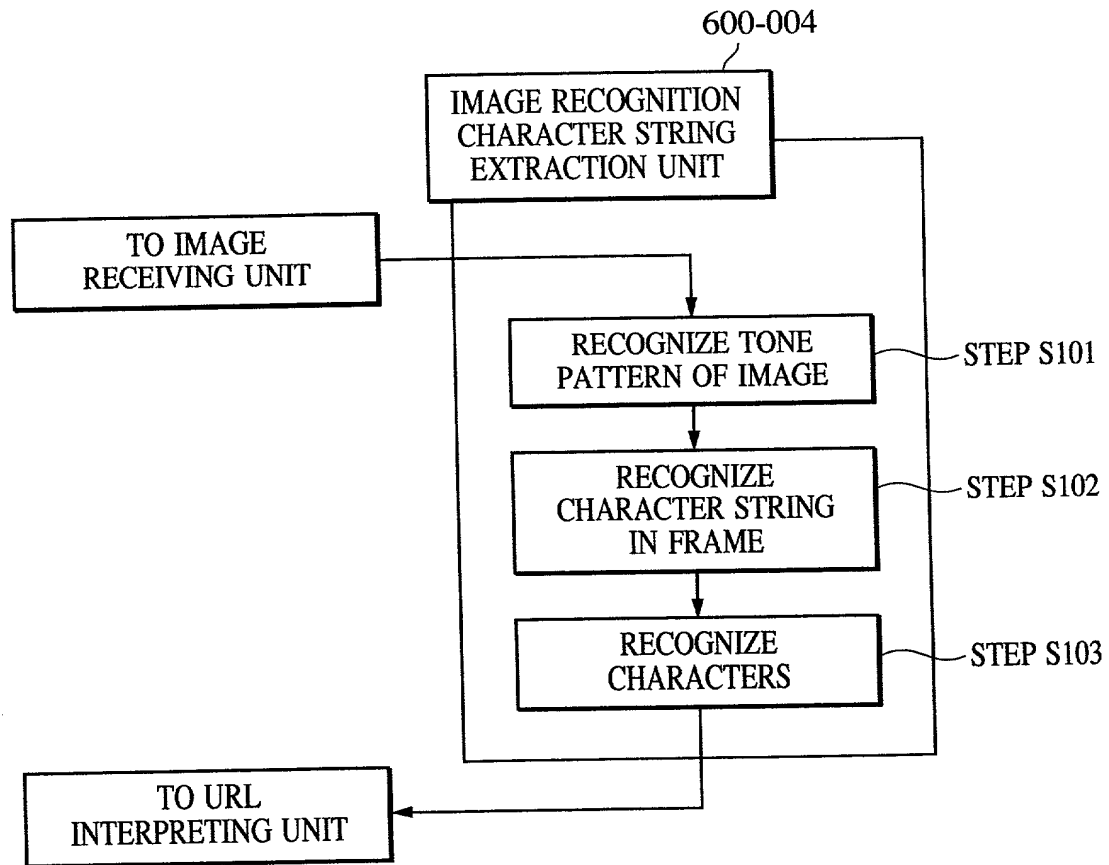 600-004
IMAGE RECOGNITION
CHARACTER STRING
EXTRACTION UNIT
TO IMAGE
RECEIVING UNIT
RECOGNIZE TONE
PATTERN OF IMAGE
STEP S101
RECOGNIZE
CHARACTER STRING
IN FRAME
STEP S102
RECOGNIZE
CHARACTERS
STEP S103
TO URL
INTERPRETING UNIT